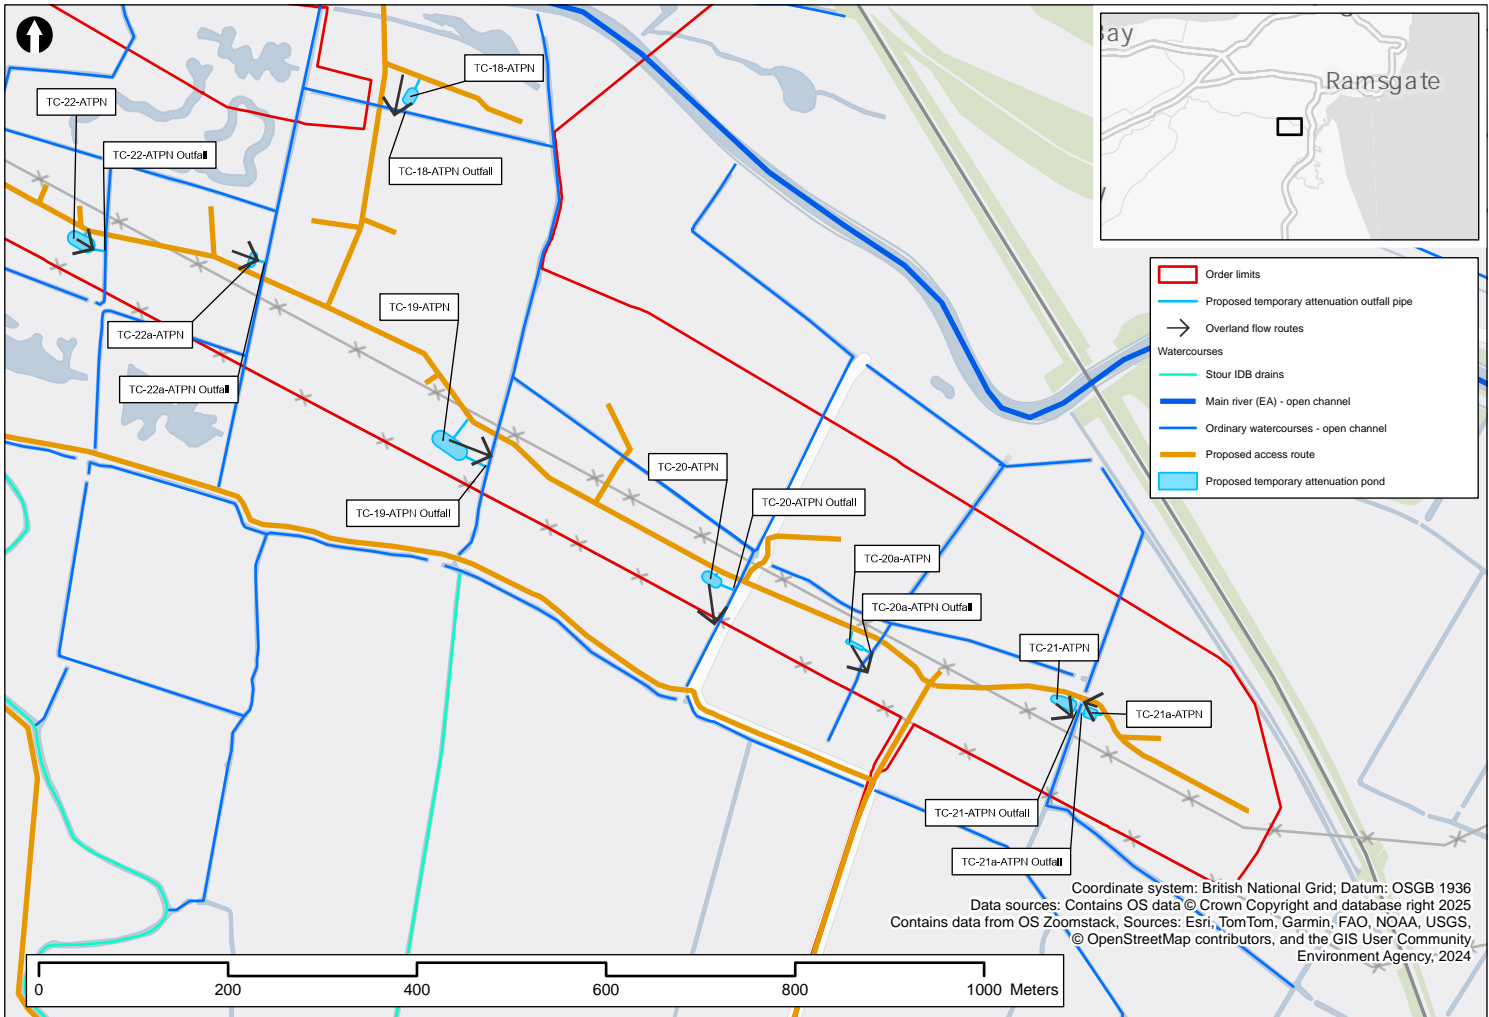 TC-18-ATPN
TC-22-ATPN
TC-22-ATPN Outfall
TC-18-ATPN Outfall
TC-19-ATPN
TC-22a-ATPN
TC-22a-ATPN Outfall
TC-20-ATPN
TC-20-ATPN Outfall
TC-19-ATPN Outfall
TC-20a-ATPN
TC-20a-ATPN Outfall
TC-21-ATPN
TC-21a-ATPN
TC-21-ATPN Outfall
TC-21a-ATPN Outfall
Bay
Ramsgate
Order limits
Proposed temporary attenuation outfall pipe
Overland flow routes
Watercourses
Stour IDB drains
Main river (EA) - open channel
Ordinary watercourses - open channel
Proposed access route
Proposed temporary attenuation pond
Coordinate system: British National Grid; Datum: OSGB 1936
Data sources: Contains OS data © Crown Copyright and database right 2025
Contains data from OS Zoomstack, Sources: Esri, TomTom, Garmin, FAO, NOAA, USGS,
© OpenStreetMap contributors, and the GIS User Community
Environment Agency, 2024
0 200 400 600 800 1000 Meters